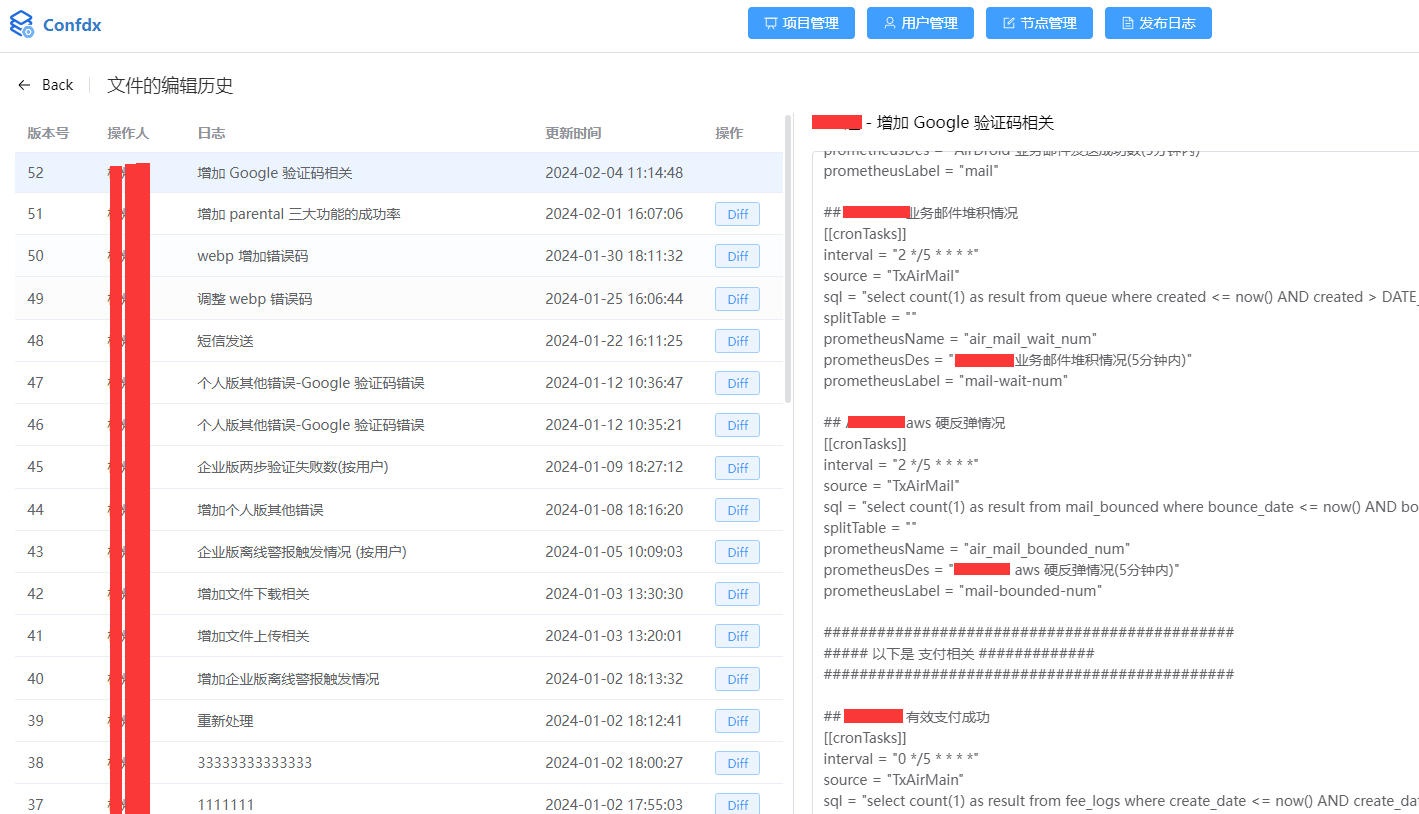 Confdx
项目管理
用户管理
节点管理
发布日志
Back
文件的编辑历史
版本号 操作人 日志 更新时间 操作
52 增加 Google 验证码相关 2024-02-04 11:14:48
51 增加 parental 三大功能的成功率 2024-02-01 16:07:06 Diff
50 webp 增加错误码 2024-01-30 18:11:32 Diff
49 调整 webp 错误码 2024-01-25 16:06:44 Diff
48 短信发送 2024-01-22 16:11:25 Diff
47 个人版其他错误-Google 验证码错误 2024-01-12 10:36:47 Diff
46 个人版其他错误-Google 验证码错误 2024-01-12 10:35:21 Diff
45 企业版两步验证失败数(按用户) 2024-01-09 18:27:12 Diff
44 增加个人版其他错误 2024-01-08 18:16:20 Diff
43 企业版离线警报触发情况 (按用户) 2024-01-05 10:09:03 Diff
42 增加文件下载相关 2024-01-03 13:30:30 Diff
41 增加文件上传相关 2024-01-03 13:20:01 Diff
40 增加企业版离线警报触发情况 2024-01-02 18:13:32 Diff
39 重新处理 2024-01-02 18:12:41 Diff
38 33333333333333 2024-01-02 18:00:27 Diff
37 1111111 2024-01-02 17:55:03 Diff
- 增加 Google 验证码相关
prometheusDes = "AirDroid 业务邮件发送成功数(5分钟内)"
prometheusLabel = "mail"
## 业务邮件堆积情况
[[cronTasks]]
interval = "2 */5 * * * *"
source = "TxAirMail"
sql = "select count(1) as result from queue where created <= now() AND created > DATE_
splitTable = ""
prometheusName = "air_mail_wait_num"
prometheusDes = "业务邮件堆积情况(5分钟内)"
prometheusLabel = "mail-wait-num"
## aws 硬反弹情况
[[cronTasks]]
interval = "2 */5 * * * *"
source = "TxAirMail"
sql = "select count(1) as result from mail_bounced where bounce_date <= now() AND bo
splitTable = ""
prometheusName = "air_mail_bounded_num"
prometheusDes = " aws 硬反弹情况(5分钟内)"
prometheusLabel = "mail-bounded-num"
##############################################
##### 以下是 支付相关 #############
##############################################
## 有效支付成功
[[cronTasks]]
interval = "0 */5 * * * *"
source = "TxAirMain"
sql = "select count(1) as result from fee_logs where create_date <= now() AND create_da